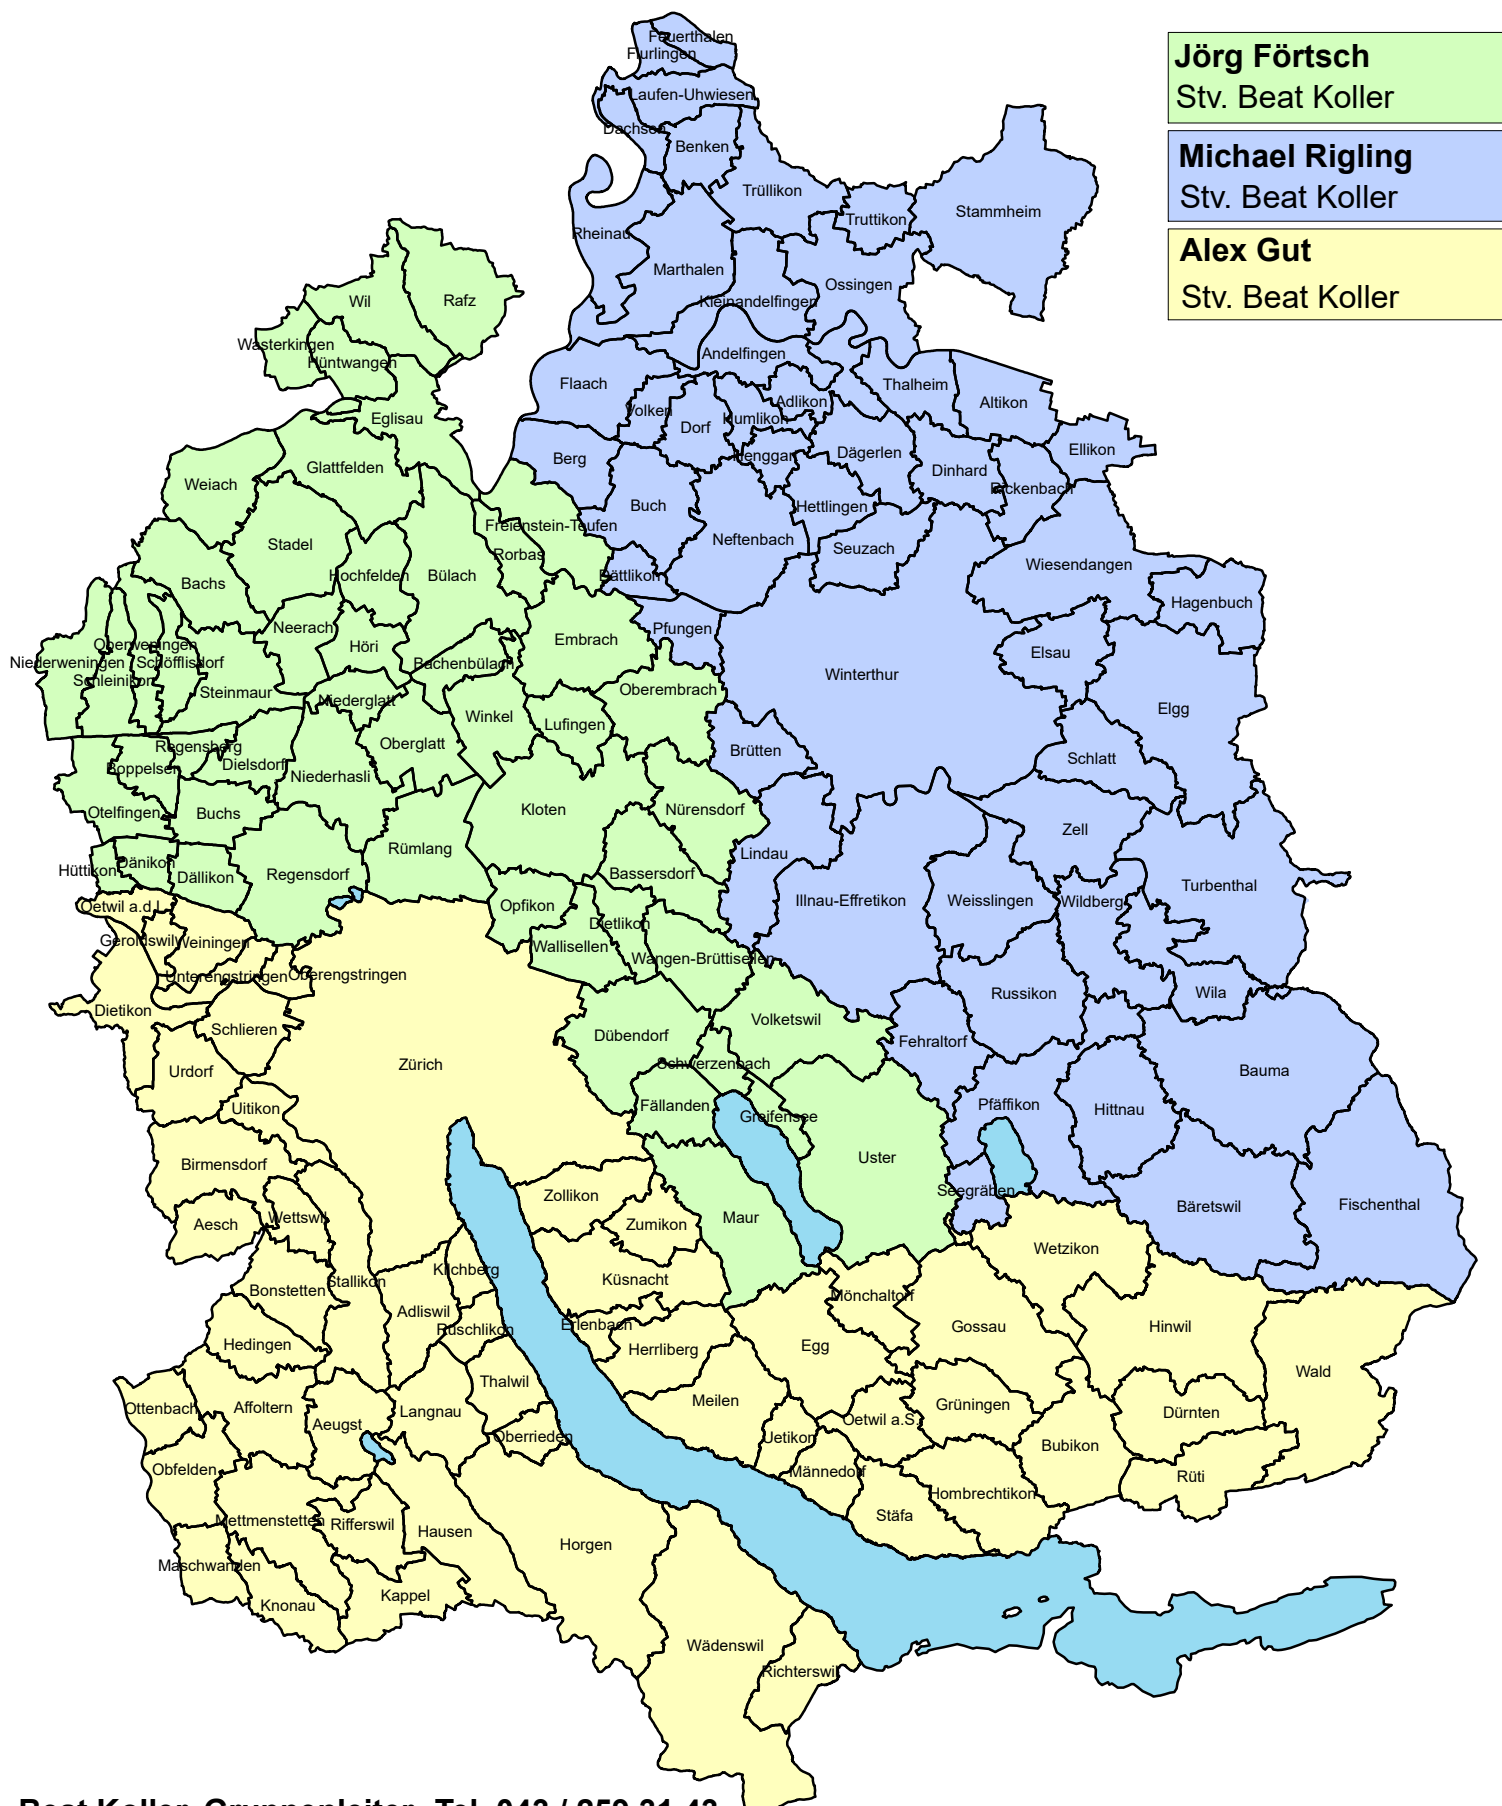 Jörg Förtsch
Stv. Beat Koller
Michael Rigling
Stv. Beat Koller
Alex Gut
Stv. Beat Koller
Feuerthalen
Flurlingen
Laufen-Uhwiesen
Dachsen
Benken
Trüllikon
Truttikon
Stammheim
Rheinau
Marthalen
Kleinandelfingen
Ossingen
Wil
Rafz
Wasterkingen
Hüntwangen
Andelfingen
Flaach
Thalheim
Altikon
Volken
Dorf
Humlikon
Adlikon
Eglisau
Berg
Henggart
Dägerlen
Dinhard
Ellikon
Rickenbach
Glattfelden
Weiach
Buch
Hettlingen
Neftenbach
Seuzach
Wiesendangen
Hagenbuch
Freienstein-Teufen
Rorbas
Stadel
Hochfelden
Bülach
Bachs
Dättlikon
Pfungen
Embrach
Neerach
Höri
Bachenbülach
Oberweningen
Niederweningen
Schöfflisdorf
Schleinikon
Steinmaur
Elsau
Winterthur
Elgg
Oberembrach
Niederglatt
Winkel
Lufingen
Oberglatt
Regensberg
Boppelsen
Dielsdorf
Niederhasli
Brütten
Schlatt
Otelfingen
Buchs
Kloten
Nürensdorf
Zell
Rümlang
Lindau
Hüttikon
Dänikon
Dällikon
Regensdorf
Bassersdorf
Turbenthal
Illnau-Effretikon
Weisslingen
Wildberg
Oetwil a.d.L.
Opfikon
Dietlikon
Wallisellen
Wangen-Brüttisellen
Geroldswil
Weiningen
Unterengstringen
Oberengstringen
Russikon
Wila
Dietikon
Schlieren
Volketswil
Dübendorf
Fehraltorf
Schwerzenbach
Zürich
Urdorf
Bauma
Uitikon
Fällanden
Greifensee
Pfäffikon
Hittnau
Birmensdorf
Uster
Seegräben
Zollikon
Aesch
Wettswil
Zumikon
Maur
Bäretswil
Fischenthal
Wetzikon
Küsnacht
Kilchberg
Stallikon
Bonstetten
Mönchaltorf
Adliswil
Rüschlikon
Erlenbach
Herrliberg
Egg
Gossau
Hinwil
Hedingen
Wald
Thalwil
Meilen
Ottenbach
Affoltern
Aeugst
Langnau
Oetwil a.S.
Grüningen
Dürnten
Oberrieden
Uetikon
Bubikon
Obfelden
Männedorf
Rüti
Hombrechtikon
Stäfa
Mettmenstetten
Rifferswil
Hausen
Horgen
Maschwanden
Knonau
Kappel
Wädenswil
Richterswil